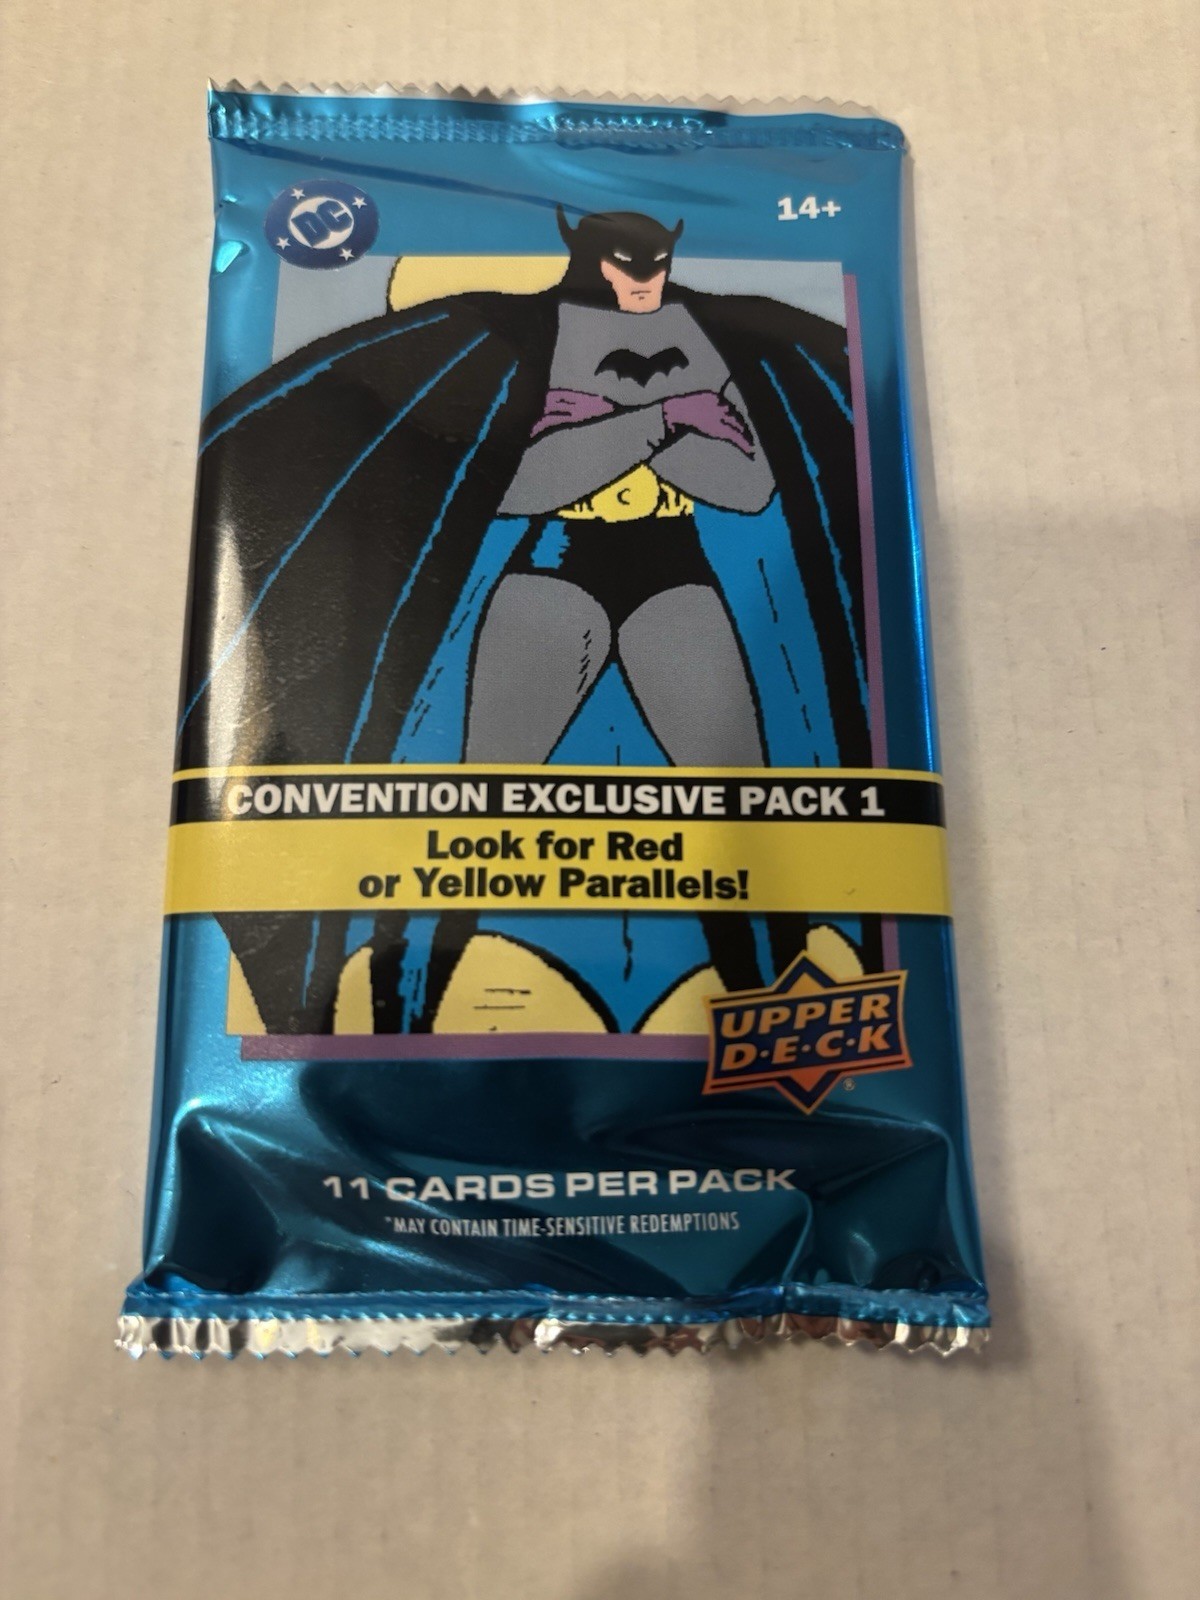 DC
14+
CONVENTION EXCLUSIVE PACK 1
Look for Red
or Yellow Parallels!
UPPER
D·E·C·K
®
11 CARDS PER PACK
*MAY CONTAIN TIME-SENSITIVE REDEMPTIONS